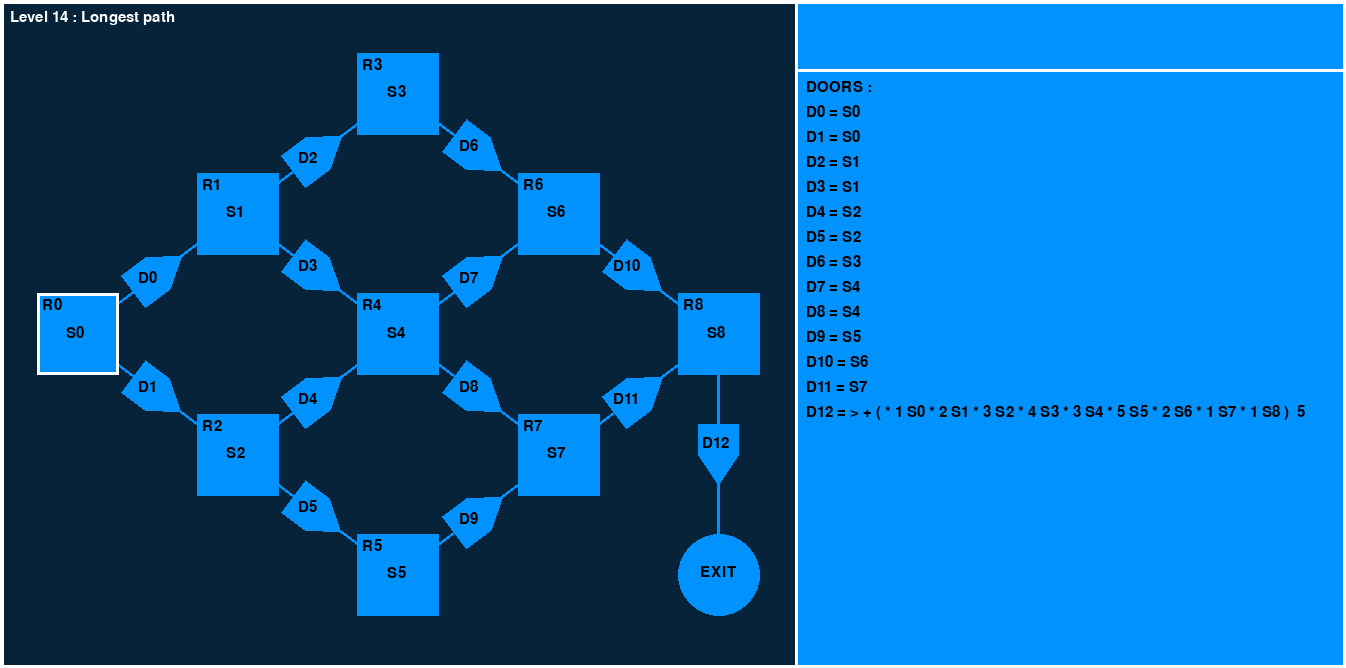 Level 14 : Longest path
R3
S3
D2
D6
R1
S1
R6
S6
D0
D3
D7
D10
R0
S0
R4
S4
R8
S8
D1
D4
D8
D11
R2
S2
R7
S7
D12
D5
D9
R5
S5
EXIT
DOORS :
D0 = S0
D1 = S0
D2 = S1
D3 = S1
D4 = S2
D5 = S2
D6 = S3
D7 = S4
D8 = S4
D9 = S5
D10 = S6
D11 = S7
D12 = > + ( * 1 S0 * 2 S1 * 3 S2 * 4 S3 * 3 S4 * 5 S5 * 2 S6 * 1 S7 * 1 S8 ) 5